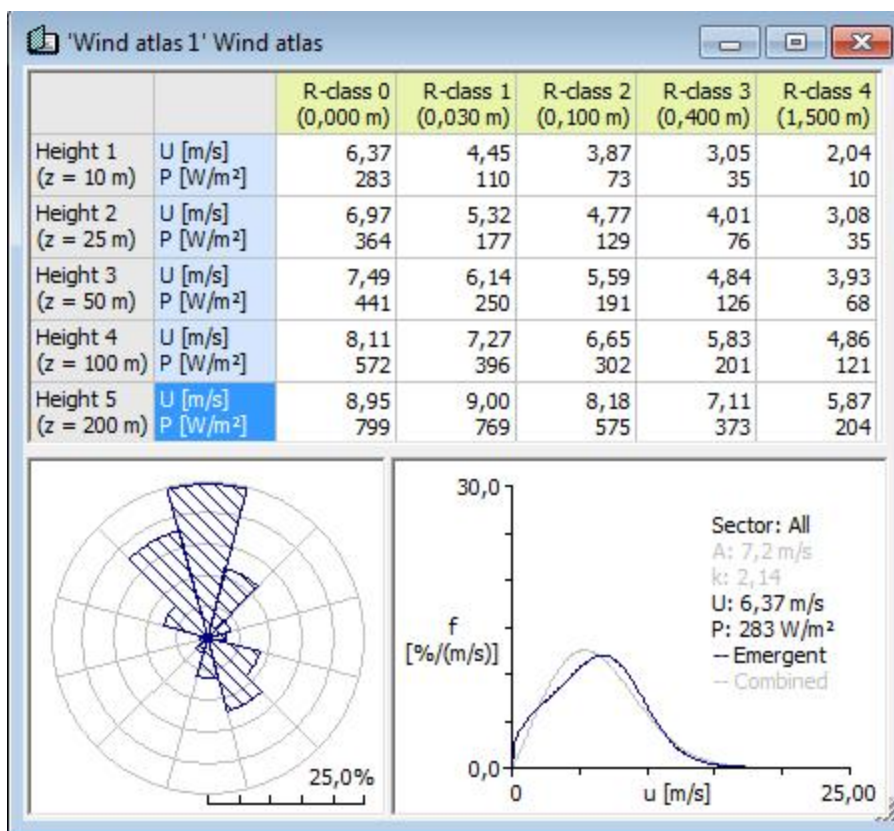 'Wind atlas 1' Wind atlas
R-class 0 R-class 1 R-class 2 R-class 3 R-class 4
(0,000 m) (0,030 m) (0,100 m) (0,400 m) (1,500 m)
Height 1 U [m/s] 6,37 4,45 3,87 3,05 2,04
(z = 10 m) P [W/m²] 283 110 73 35 10
Height 2 U [m/s] 6,97 5,32 4,77 4,01 3,08
(z = 25 m) P [W/m²] 364 177 129 76 35
Height 3 U [m/s] 7,49 6,14 5,59 4,84 3,93
(z = 50 m) P [W/m²] 441 250 191 126 68
Height 4 U [m/s] 8,11 7,27 6,65 5,83 4,86
(z = 100 m) P [W/m²] 572 396 302 201 121
Height 5 U [m/s] 8,95 9,00 8,18 7,11 5,87
(z = 200 m) P [W/m²] 799 769 575 373 204
25,0%
30,0
f
[%/(m/s)]
0,0
0 u [m/s] 25,00
Sector: All
A: 7,2 m/s
k: 2,14
U: 6,37 m/s
P: 283 W/m²
-- Emergent
-- Combined